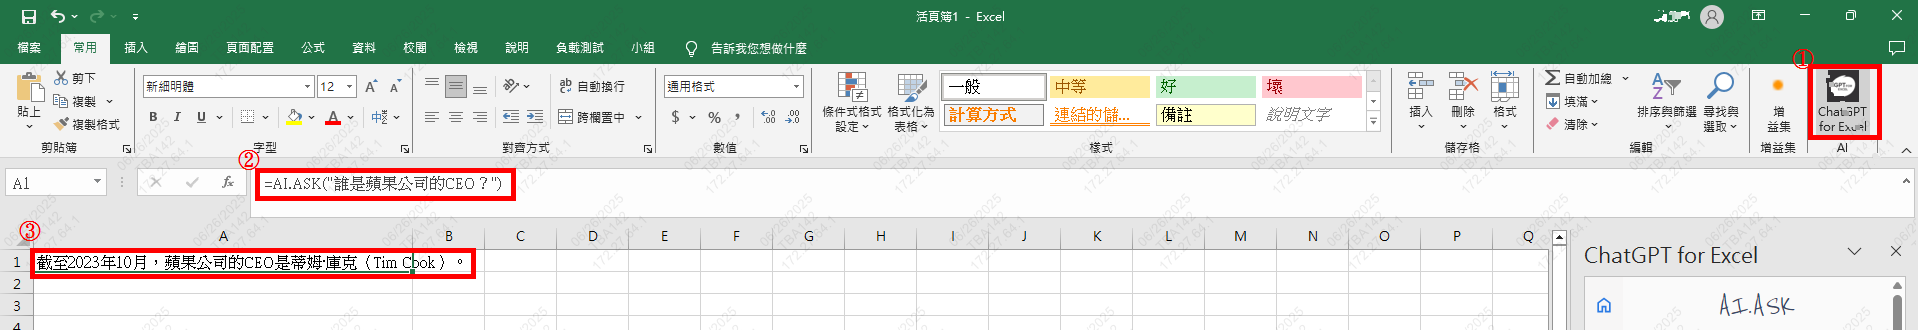 活頁簿1 - Excel
檔案 常用 插入 繪圖 頁面配置 公式 資料 校閱 檢視 說明 負載測試 小組 告訴我您想做什麼
①
貼上
剪下
複製
複製格式
剪貼簿
新細明體 12
B I U
字型
自動換行
跨欄置中
對齊方式
通用格式
$ % ,
數值
條件式格式設定
格式化為表格
一般 中等 好 壞
計算方式 連結的儲... 備註 說明文字
樣式
插入 刪除 格式
儲存格
自動加總
填滿
清除
排序與篩選
尋找與選取
編輯
增益集
增益集
ChatGPT
for Excel
AI
②
A1 fx =AI.ASK("誰是蘋果公司的CEO？")
③
A B C D E F G H I J K L M N O P Q
1 截至2023年10月，蘋果公司的CEO是蒂姆·庫克（Tim Cook）。
2
3
4
ChatGPT for Excel
AI.ASK
06/26/2025
TBA142
172.27.64.1